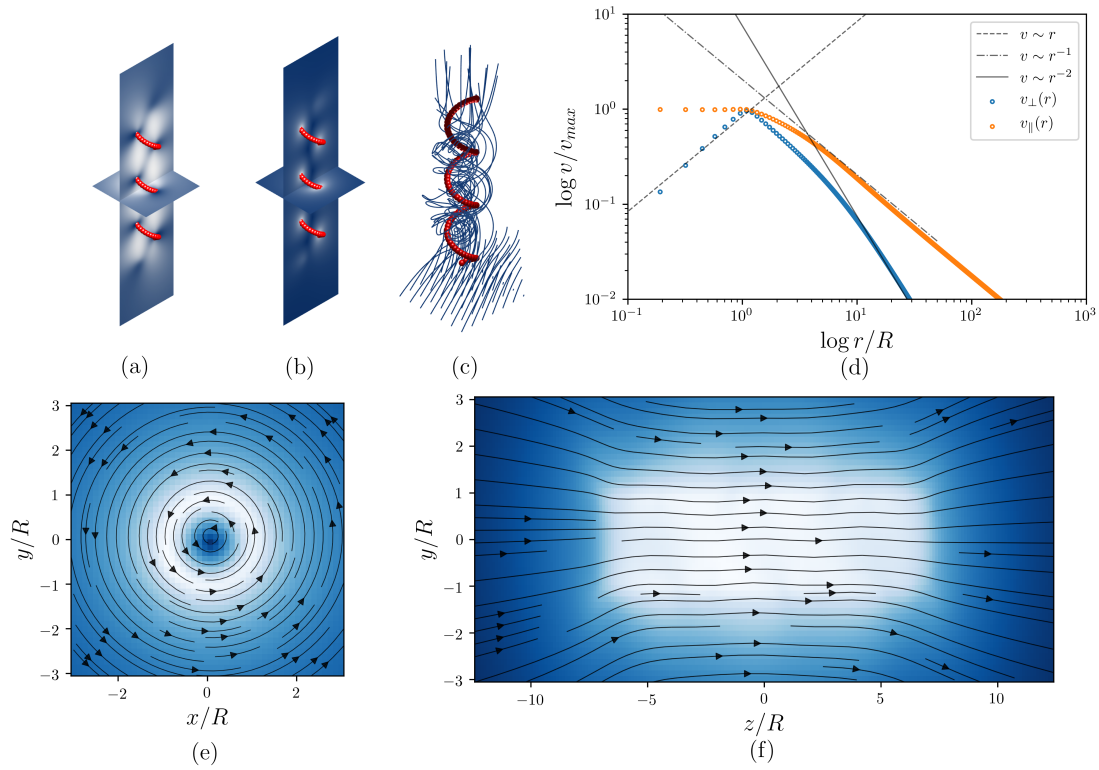 (a)
(b)
(c)
log v/v_max
10^1
10^0
10^{-1}
10^{-2}
10^{-1}
10^0
10^1
10^2
10^3
log r/R
v ∼ r
v ∼ r^{-1}
v ∼ r^{-2}
v_⊥(r)
v_∥(r)
(d)
y/R
3
2
1
0
−1
−2
−3
−2
0
2
x/R
(e)
y/R
3
2
1
0
−1
−2
−3
−10
−5
0
5
10
z/R
(f)